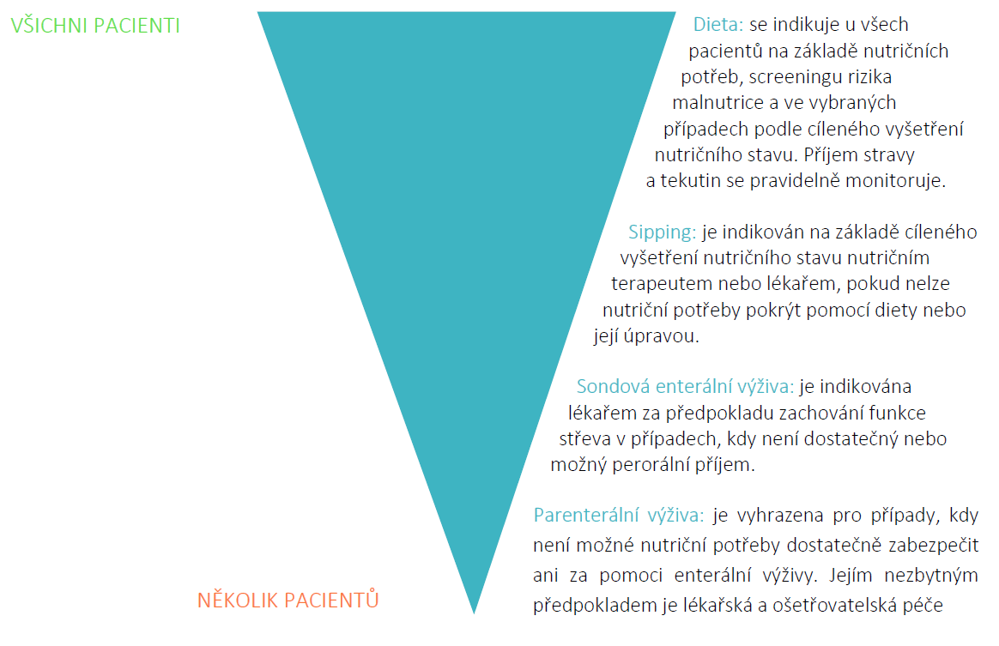 VŠICHNI PACIENTI
Dieta: se indikuje u všech
pacientů na základě nutričních
potřeb, screeningu rizika
malnutrice a ve vybraných
případech podle cíleného vyšetření
nutričního stavu. Příjem stravy
a tekutin se pravidelně monitoruje.
Sipping: je indikován na základě cíleného
vyšetření nutričního stavu nutričním
terapeutem nebo lékařem, pokud nelze
nutriční potřeby pokrýt pomocí diety nebo
její úpravou.
Sondová enterální výživa: je indikována
lékařem za předpokladu zachování funkce
střeva v případech, kdy není dostatečný nebo
možný perorální příjem.
Parenterální výživa: je vyhrazena pro případy, kdy
není možné nutriční potřeby dostatečně zabezpečit
ani za pomoci enterální výživy. Jejím nezbytným
předpokladem je lékařská a ošetřovatelská péče
NĚKOLIK PACIENTŮ